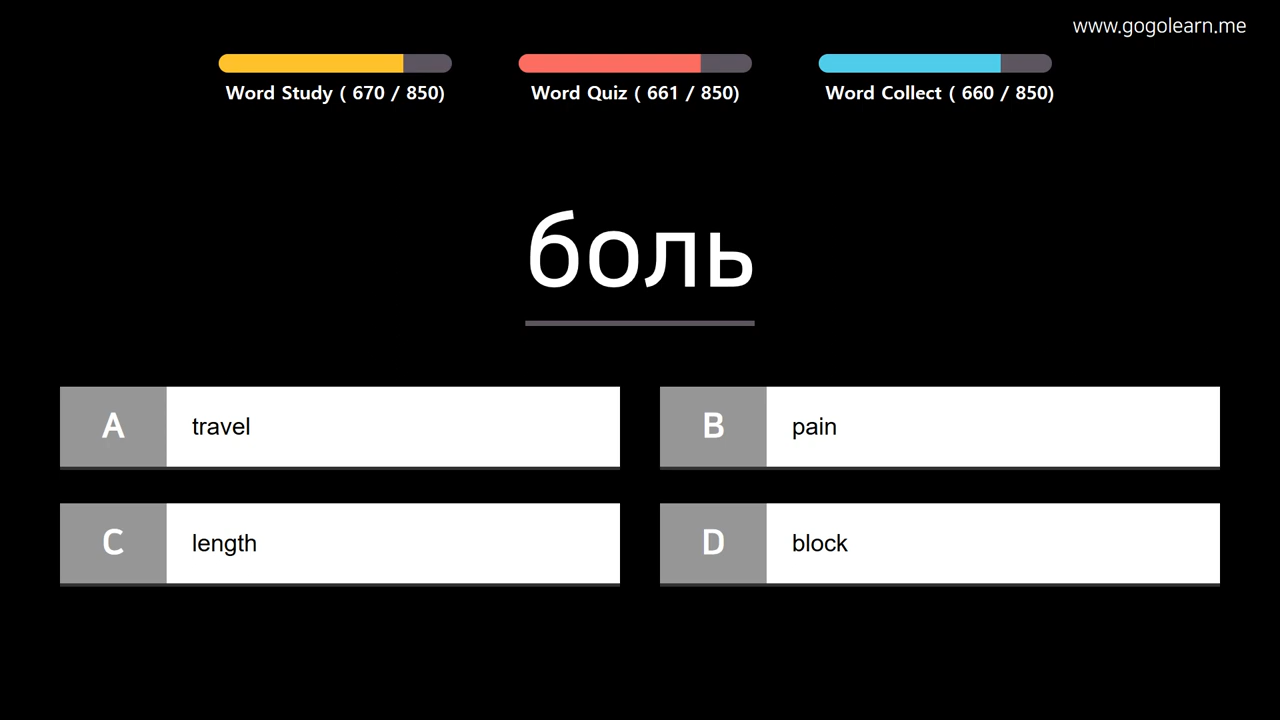 www.gogolearn.me
Word Study ( 670 / 850)
Word Quiz ( 661 / 850)
Word Collect ( 660 / 850)
боль
A travel
B pain
C length
D block